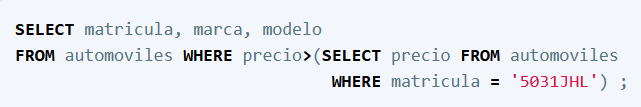 SELECT matricula, marca, modelo
FROM automoviles WHERE precio>(SELECT precio FROM automoviles
WHERE matricula = '5031JHL') ;